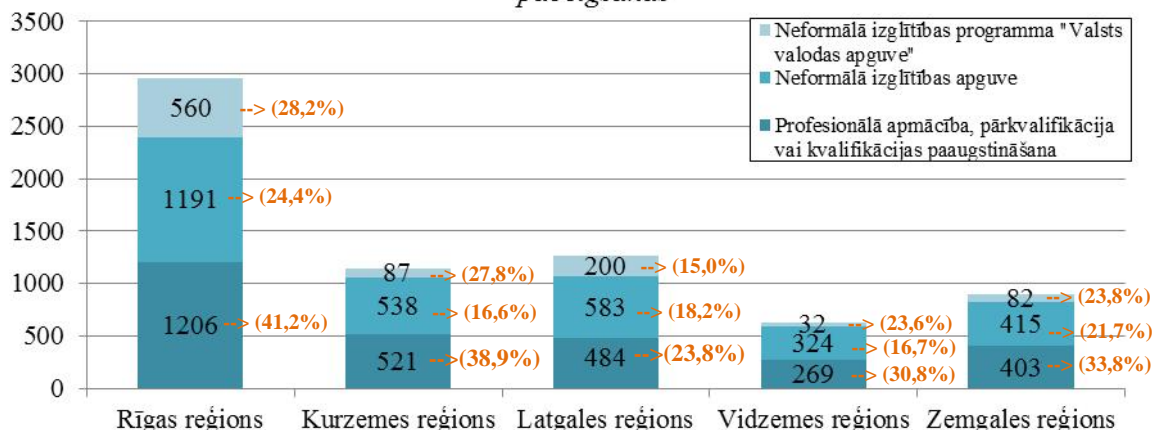 3500
3000
2500
2000
1500
1000
500
0
Neformālā izglītības programma "Valsts
valodas apguve"
Neformālā izglītības apguve
Profesionālā apmācība, pārkvalifikācija
vai kvalifikācijas paaugstināšana
560 --> (28,2%)
1191 --> (24,4%)
1206 --> (41,2%)
87 --> (27,8%)
538 --> (16,6%)
521 --> (38,9%)
200 --> (15,0%)
583 --> (18,2%)
484 --> (23,8%)
32 --> (23,6%)
324 --> (16,7%)
269 --> (30,8%)
82 --> (23,8%)
415 --> (21,7%)
403 --> (33,8%)
Rīgas reģions Kurzemes reģions Latgales reģions Vidzemes reģions Zemgales reģions